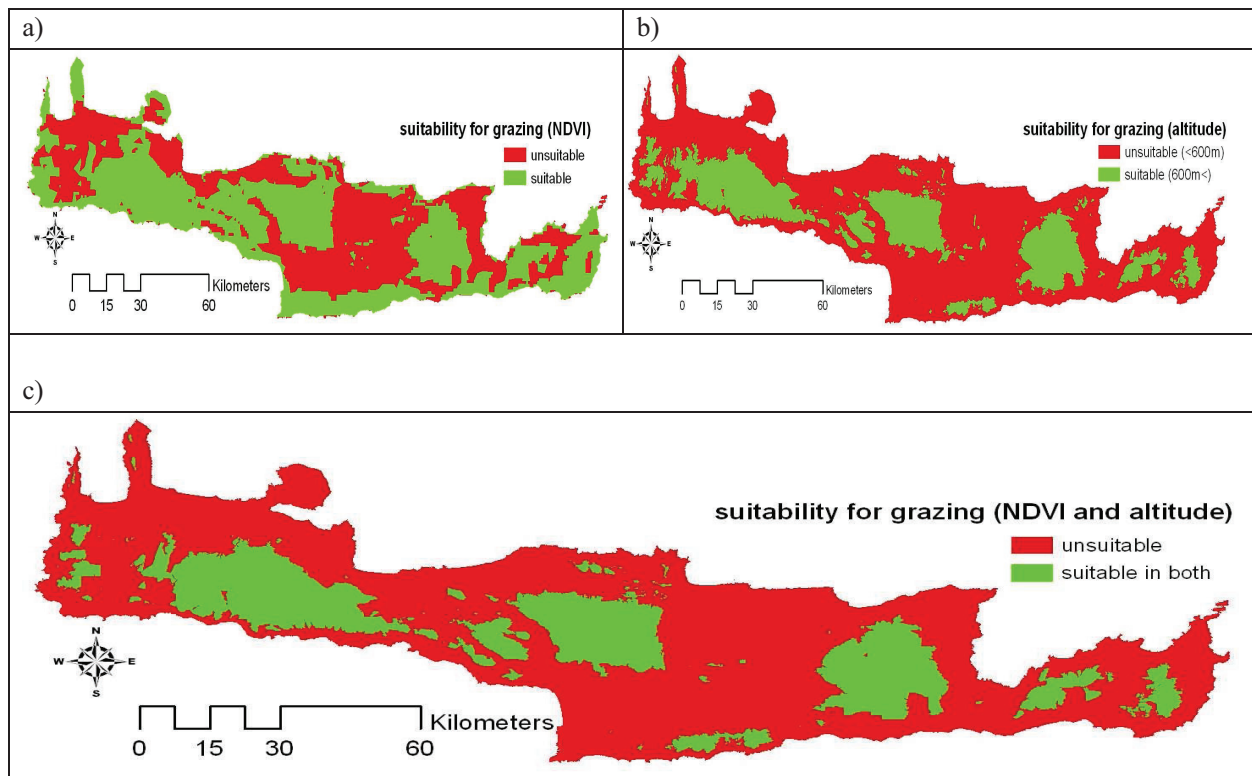 a)
b)
suitability for grazing (NDVI)
unsuitable
suitable
N
W E
S
Kilometers
0 15 30 60
suitability for grazing (altitude)
unsuitable (<600m)
suitable (600m<)
N
W E
S
Kilometers
0 15 30 60
c)
suitability for grazing (NDVI and altitude)
unsuitable
suitable in both
N
W E
S
Kilometers
0 15 30 60